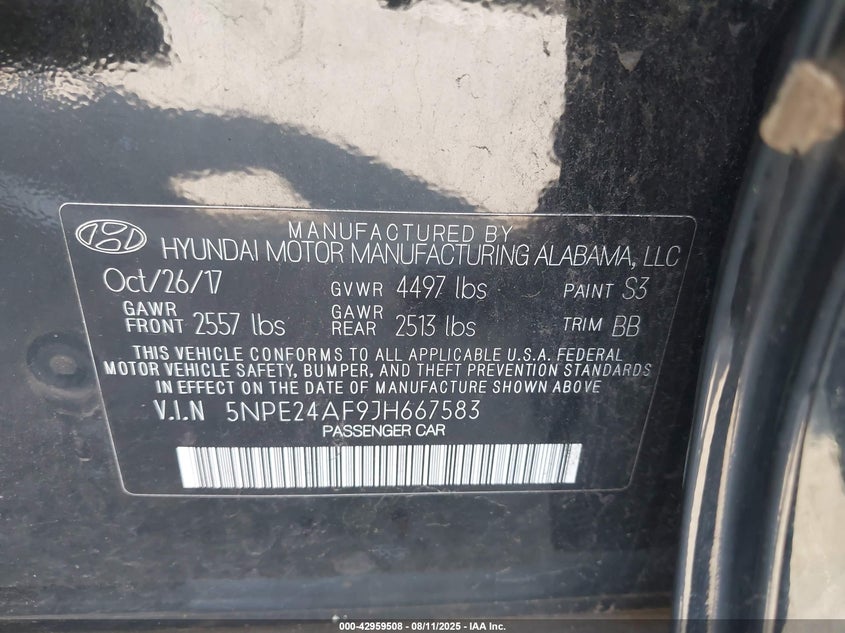 MANUFACTURED BY
HYUNDAI MOTOR MANUFACTURING ALABAMA, LLC
Oct/26/17 GVWR 4497 lbs PAINT S3
GAWR FRONT 2557 lbs GAWR REAR 2513 lbs TRIM BB
THIS VEHICLE CONFORMS TO ALL APPLICABLE U.S.A. FEDERAL
MOTOR VEHICLE SAFETY, BUMPER, AND THEFT PREVENTION STANDARDS
IN EFFECT ON THE DATE OF MANUFACTURE SHOWN ABOVE
V.I.N 5NPE24AF9JH667583
PASSENGER CAR
000-42959508 - 08/11/2025 - IAA Inc.